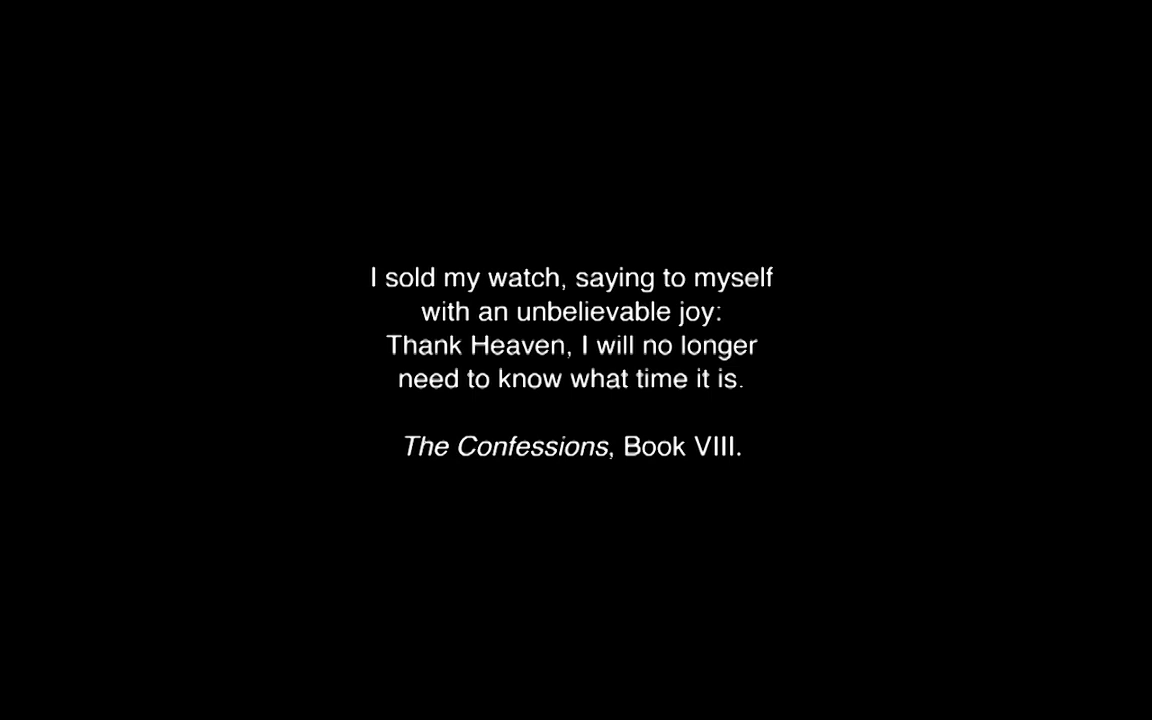 I sold my watch, saying to myself
with an unbelievable joy:
Thank Heaven, I will no longer
need to know what time it is.
The Confessions, Book VIII.